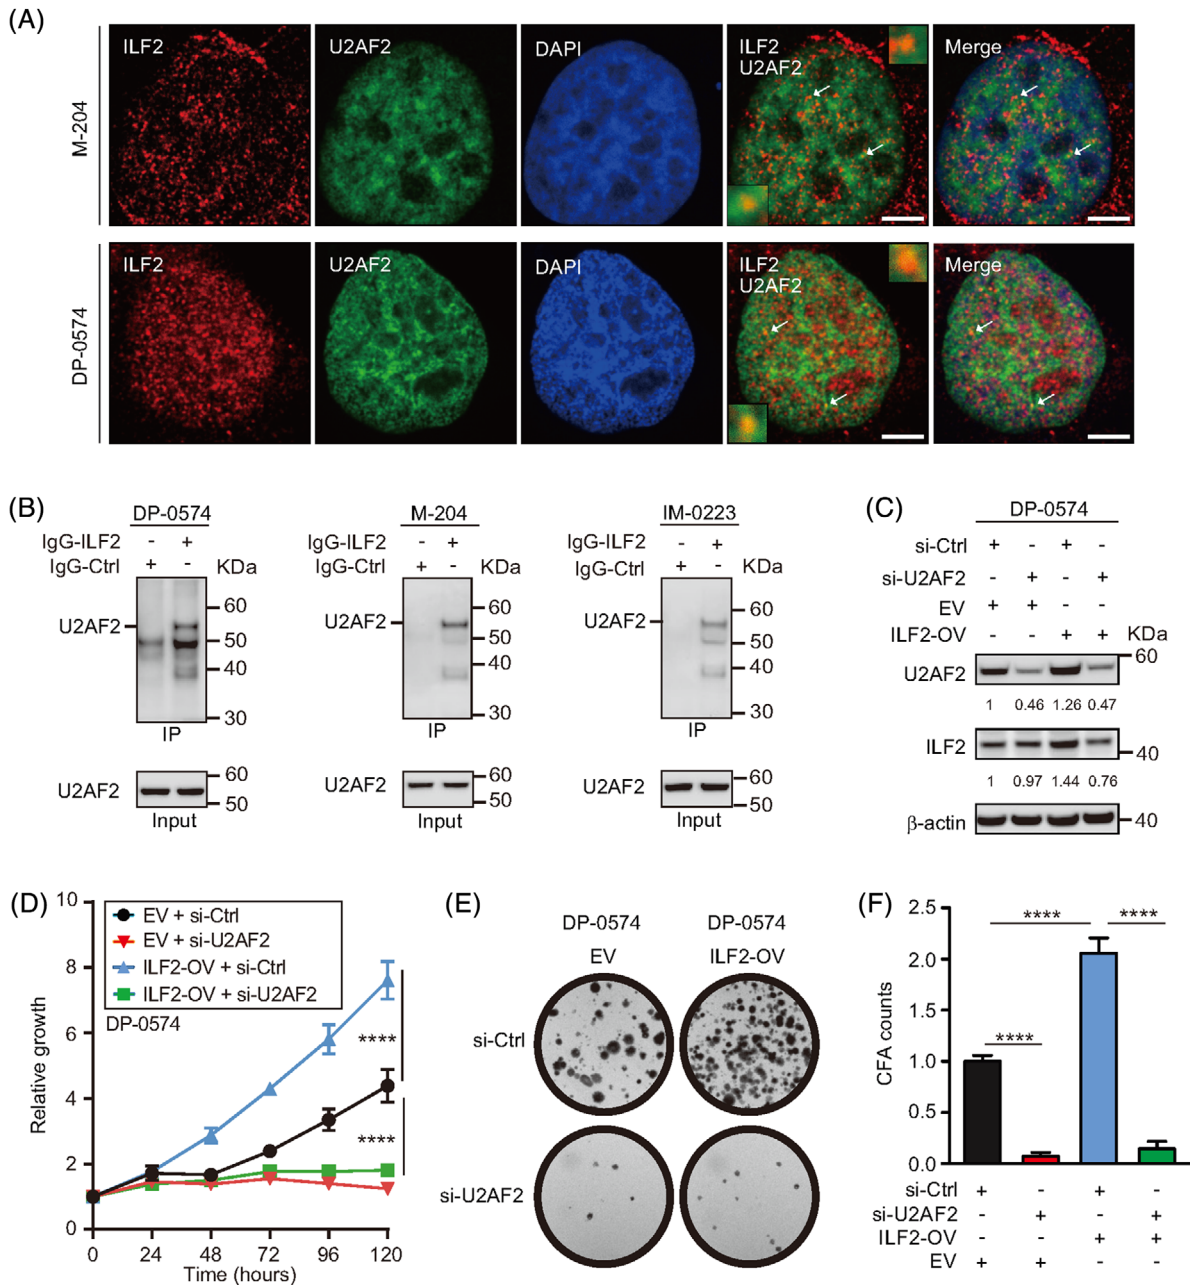 (A)
ILF2
U2AF2
DAPI
ILF2
U2AF2
Merge
M-204
ILF2
U2AF2
DAPI
ILF2
U2AF2
Merge
DP-0574
(B)
DP-0574
IgG-ILF2 - +
IgG-Ctrl + - KDa
U2AF2
60
50
40
30
IP
U2AF2
60
50
Input
M-204
IgG-ILF2 - +
IgG-Ctrl + - KDa
U2AF2
60
50
40
30
IP
U2AF2
60
50
Input
IM-0223
IgG-ILF2 - +
IgG-Ctrl + - KDa
U2AF2
60
50
40
30
IP
U2AF2
60
50
Input
(C)
DP-0574
si-Ctrl + - + -
si-U2AF2 - + - +
EV + + - -
ILF2-OV - - + + KDa
U2AF2 60
1 0.46 1.26 0.47
ILF2 40
1 0.97 1.44 0.76
β-actin 40
(D)
EV + si-Ctrl
EV + si-U2AF2
ILF2-OV + si-Ctrl
ILF2-OV + si-U2AF2
DP-0574
Relative growth
10
8
6
4
2
0
****
****
0 24 48 72 96 120
Time (hours)
(E)
DP-0574 DP-0574
EV ILF2-OV
si-Ctrl
si-U2AF2
(F)
CFA counts
2.5
2.0
1.5
1.0
0.5
0.0
**** ****
****
si-Ctrl + - + -
si-U2AF2 - + - +
ILF2-OV - - + +
EV + + - -